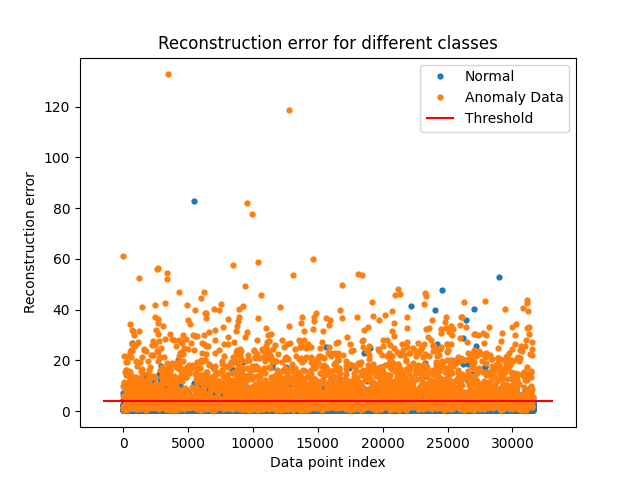 Reconstruction error for different classes
Normal
Anomaly Data
Threshold
120
100
80
60
40
20
0
Reconstruction error
0 5000 10000 15000 20000 25000 30000
Data point index